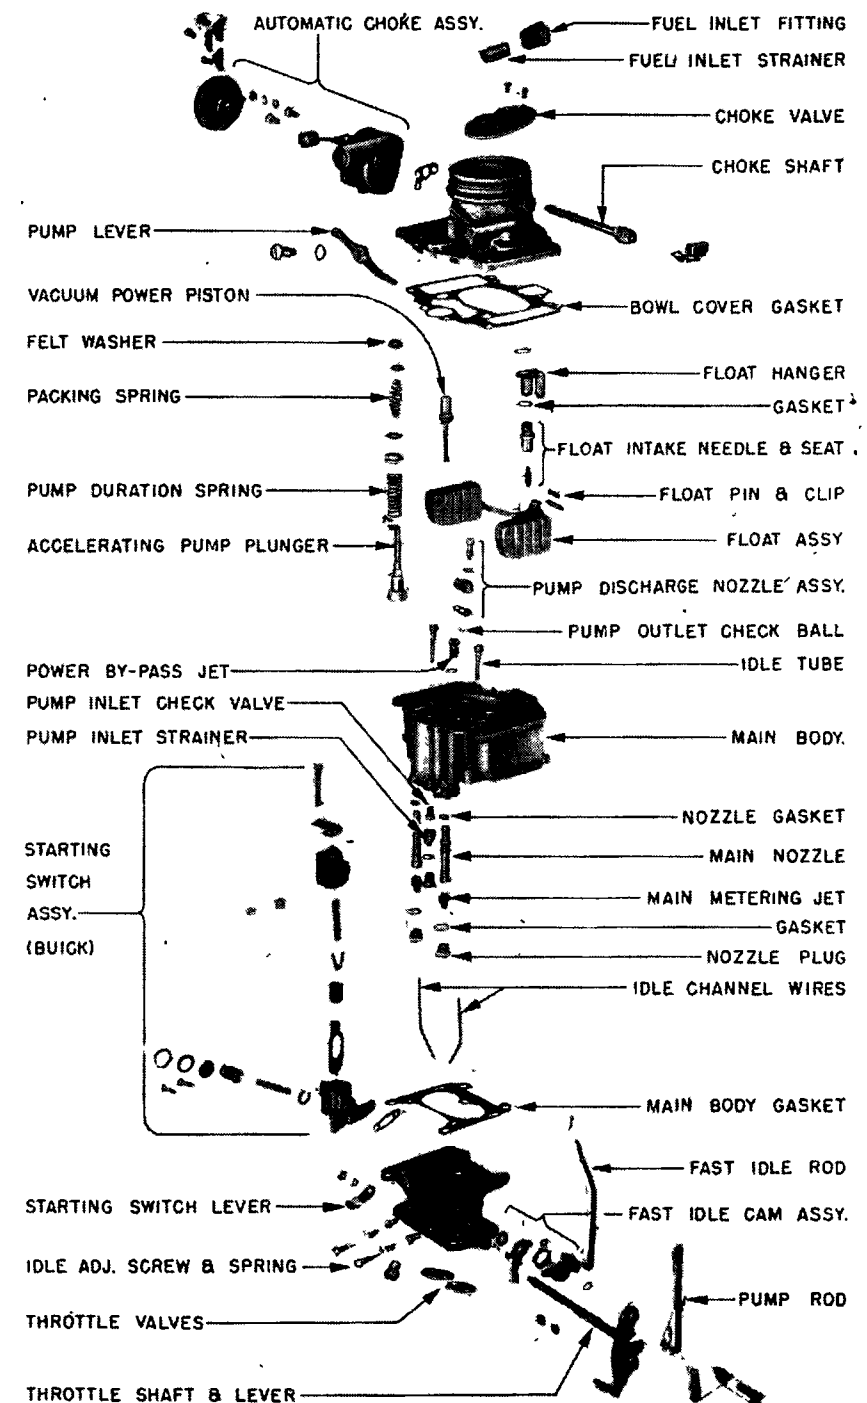 AUTOMATIC CHOKE ASSY.
FUEL INLET FITTING
FUEL INLET STRAINER
CHOKE VALVE
CHOKE SHAFT
PUMP LEVER
VACUUM POWER PISTON
BOWL COVER GASKET
FELT WASHER
FLOAT HANGER
PACKING SPRING
GASKET
FLOAT INTAKE NEEDLE & SEAT
PUMP DURATION SPRING
FLOAT PIN & CLIP
ACCELERATING PUMP PLUNGER
FLOAT ASSY
PUMP DISCHARGE NOZZLE ASSY.
PUMP OUTLET CHECK BALL
POWER BY-PASS JET
IDLE TUBE
PUMP INLET CHECK VALVE
PUMP INLET STRAINER
MAIN BODY.
NOZZLE GASKET
STARTING
SWITCH
ASSY.
(BUICK)
MAIN NOZZLE
MAIN METERING JET
GASKET
NOZZLE PLUG
IDLE CHANNEL WIRES
MAIN BODY GASKET
FAST IDLE ROD
STARTING SWITCH LEVER
FAST IDLE CAM ASSY.
IDLE ADJ. SCREW & SPRING
PUMP ROD
THROTTLE VALVES
THROTTLE SHAFT & LEVER